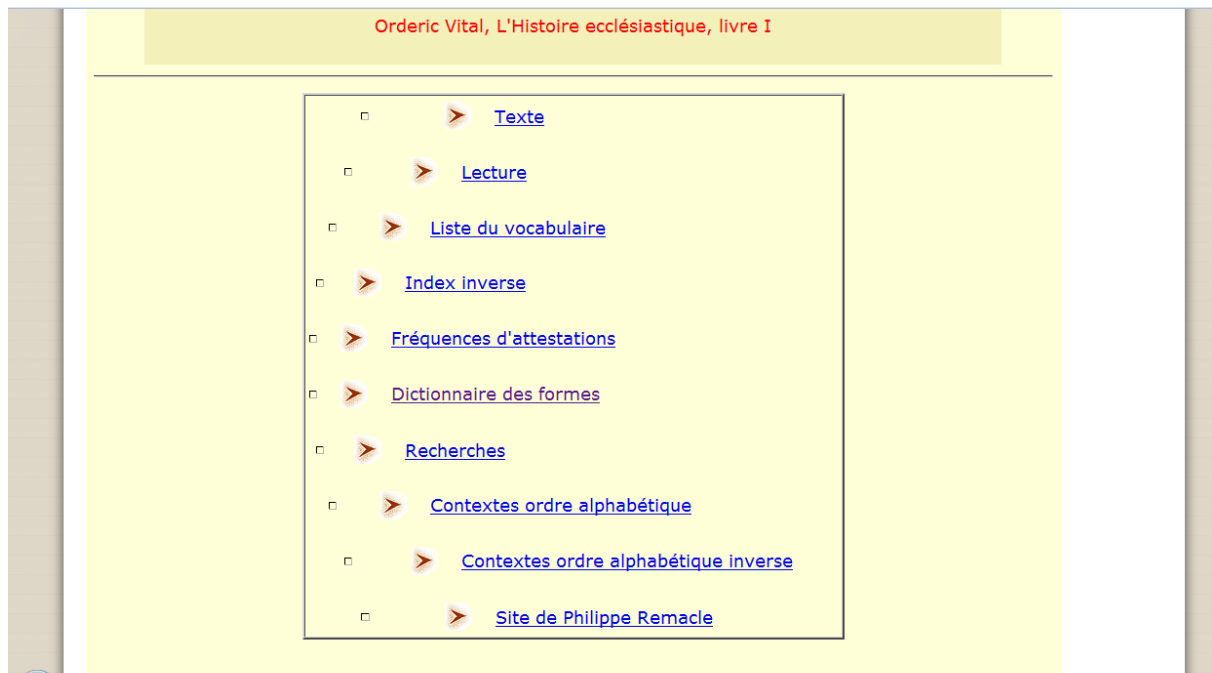 Orderic Vital, L'Histoire ecclésiastique, livre I
Texte
Lecture
Liste du vocabulaire
Index inverse
Fréquences d'attestations
Dictionnaire des formes
Recherches
Contextes ordre alphabétique
Contextes ordre alphabétique inverse
Site de Philippe Remacle